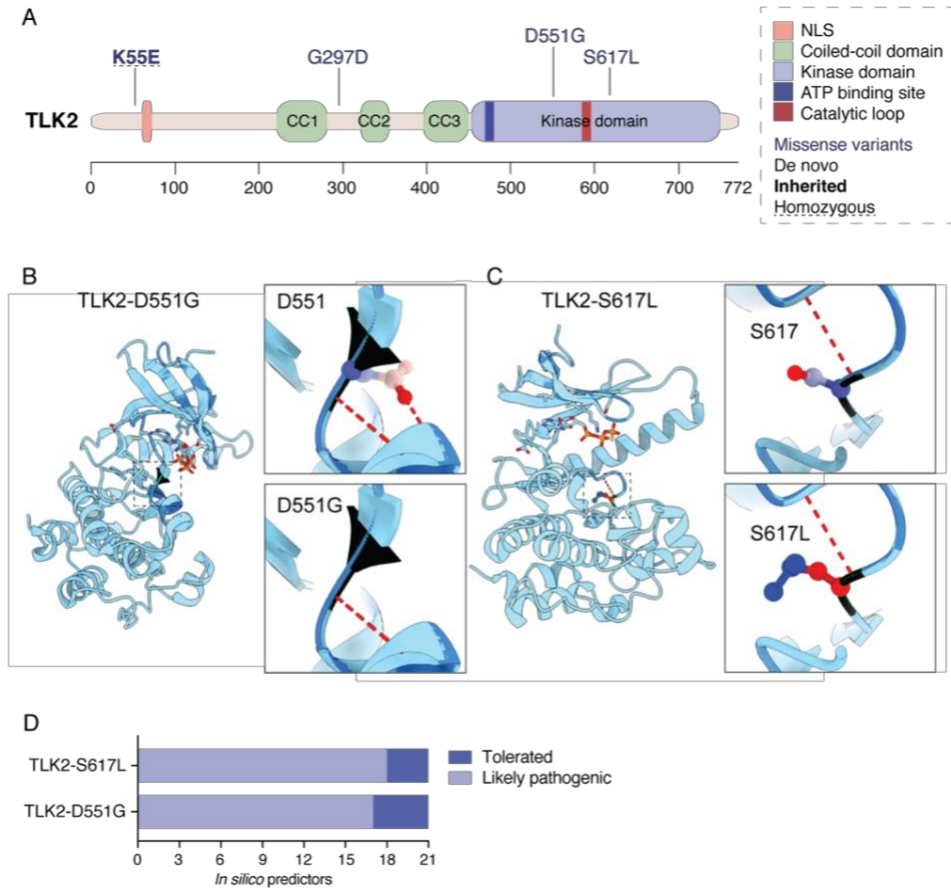 A
K55E
G297D
D551G
S617L
TLK2
CC1
CC2
CC3
Kinase domain
0
100
200
300
400
500
600
700
772
NLS
Coiled-coil domain
Kinase domain
ATP binding site
Catalytic loop
Missense variants
De novo
Inherited
Homozygous
B
TLK2-D551G
D551
D551G
C
TLK2-S617L
S617
S617L
D
TLK2-S617L
TLK2-D551G
0
3
6
9
12
15
18
21
In silico predictors
Tolerated
Likely pathogenic